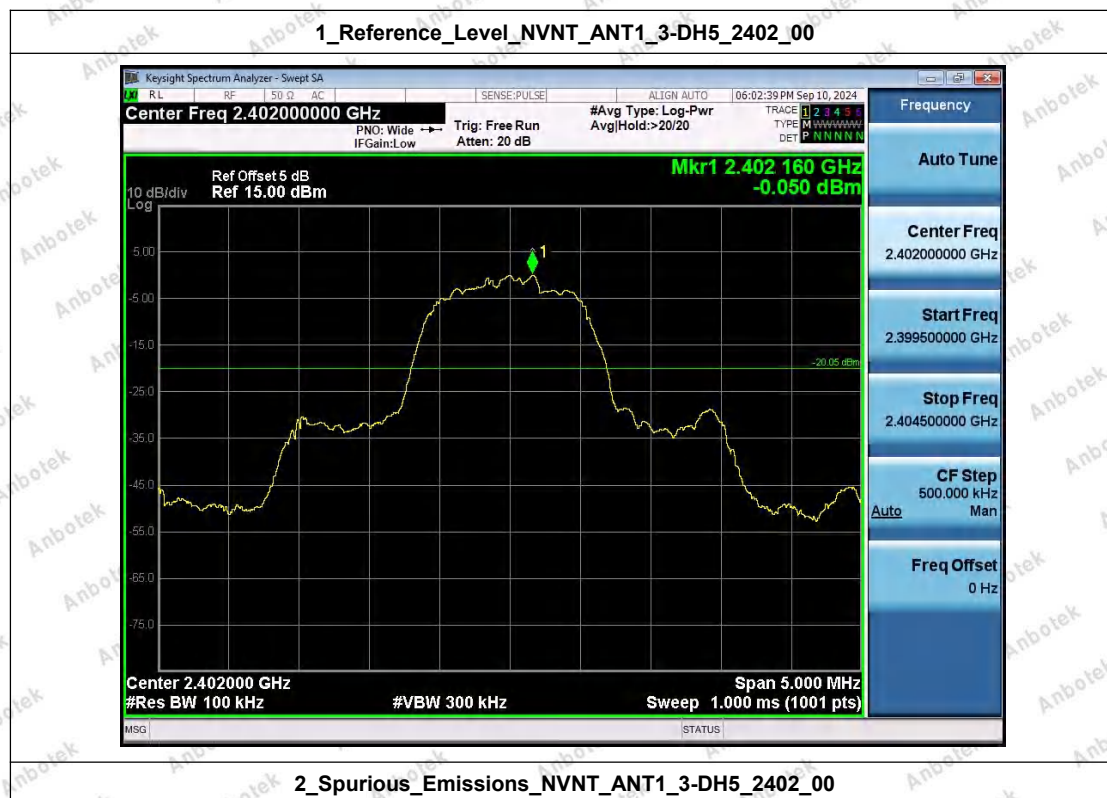 1_Reference_Level_NVNT_ANT1_3-DH5_2402_00
Keysight Spectrum Analyzer - Swept SA
LXI RL RF 50 Ω AC SENSE:PULSE ALIGN AUTO 06:02:39 PM Sep 10, 2024
Center Freq 2.402000000 GHz
PNO: Wide
IFGain:Low
Trig: Free Run
Atten: 20 dB
#Avg Type: Log-Pwr
Avg|Hold:>20/20
TRACE 1 2 3 4 5 6
TYPE M WWWWW
DET P N N N N N
Mkr1 2.402 160 GHz
-0.050 dBm
Ref Offset 5 dB
10 dB/div Ref 15.00 dBm
Log
1
5.00
-5.00
-15.0
-20.05 dBm
-25.0
-35.0
-45.0
-55.0
-65.0
-75.0
Center 2.402000 GHz Span 5.000 MHz
#Res BW 100 kHz #VBW 300 kHz Sweep 1.000 ms (1001 pts)
MSG STATUS
Frequency
Auto Tune
Center Freq
2.402000000 GHz
Start Freq
2.399500000 GHz
Stop Freq
2.404500000 GHz
CF Step
500.000 kHz
Auto Man
Freq Offset
0 Hz
2_Spurious_Emissions_NVNT_ANT1_3-DH5_2402_00
Anbotek